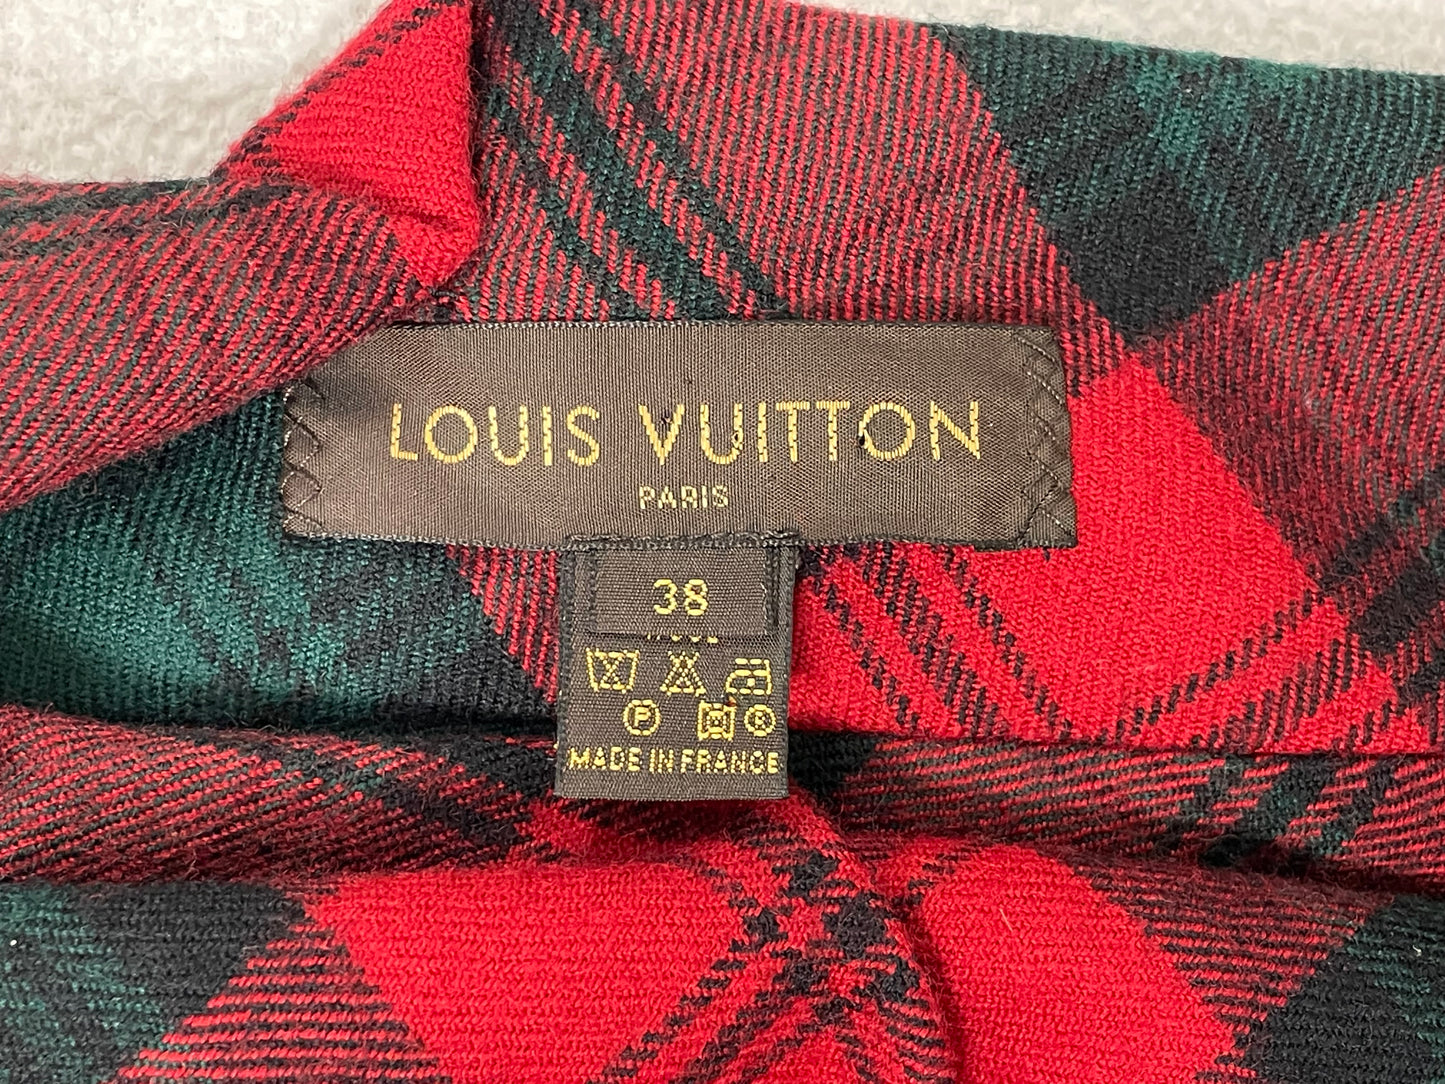 LOUIS VUITTON
PARIS
38
P
MADE IN FRANCE